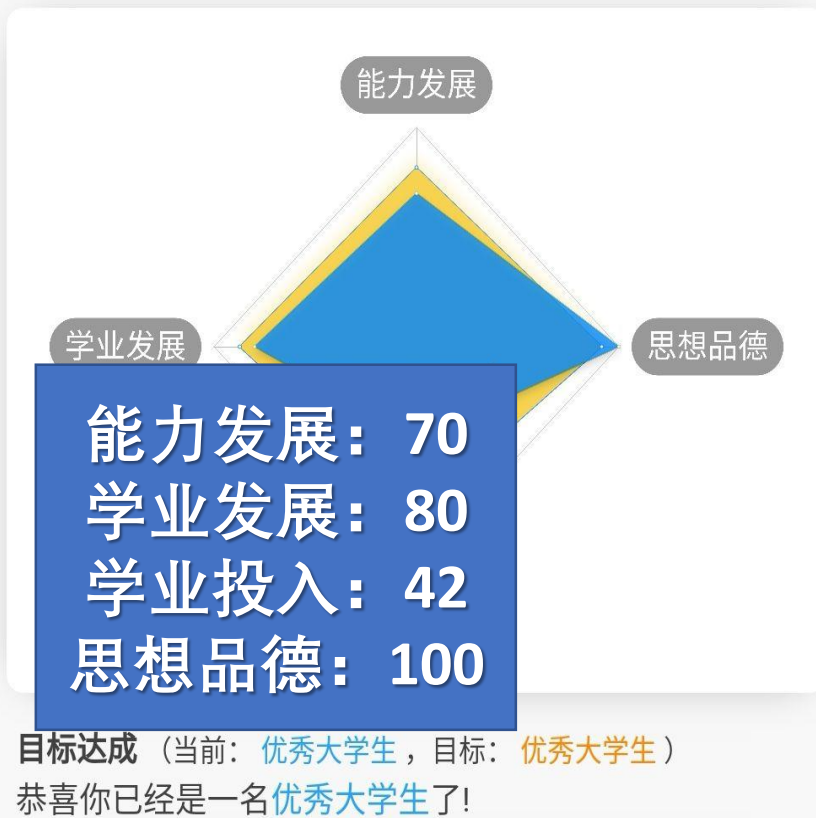 能力发展
学业发展
思想品德
能力发展：70
学业发展：80
学业投入：42
思想品德：100
目标达成 （当前： 优秀大学生 ，目标： 优秀大学生 ）
恭喜你已经是一名优秀大学生了!